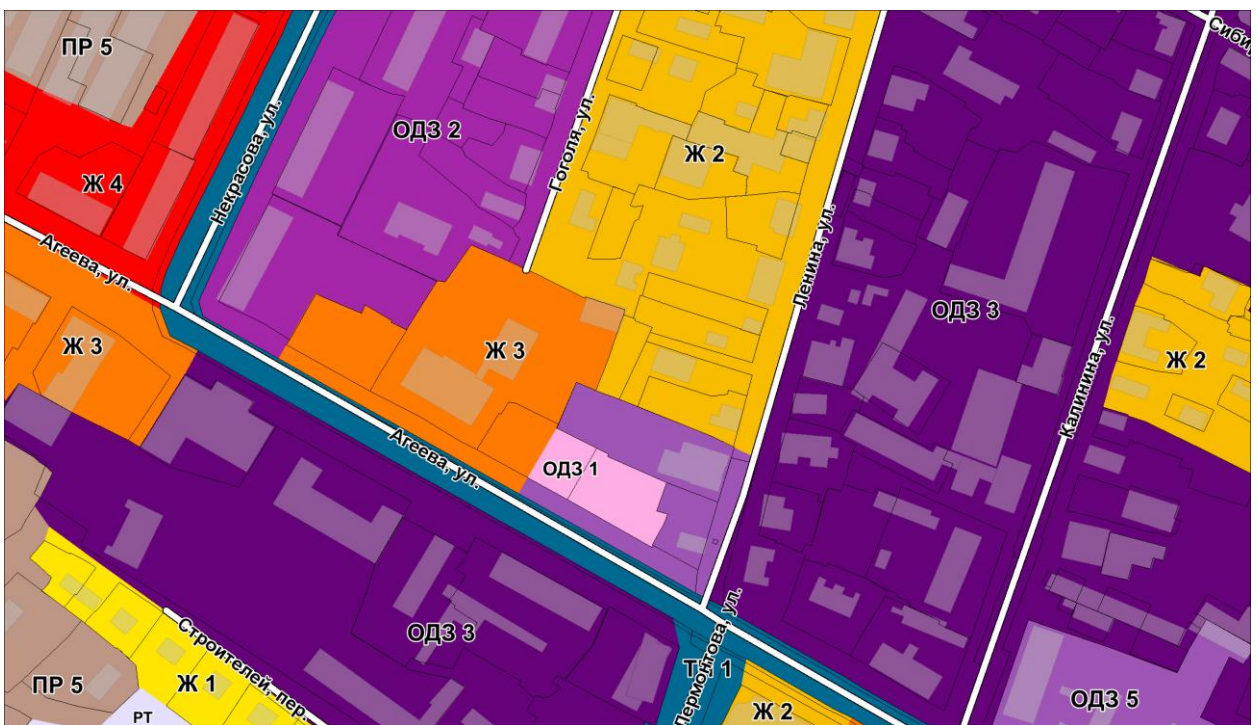 Сибир
ПР 5
ОДЗ 2
Ж 2
Некрасова, ул.
Гоголя, ул.
Ж 4
Агеева, ул.
Ленина, ул.
ОДЗ 3
Ж 3
Ж 3
Калинина, ул.
Ж 2
Агеева, ул.
ОДЗ 1
ОДЗ 3
Лермонтова, ул.
Строителей, пер.
ПР 5
Ж 1
РТ
Ж 2
ОДЗ 5